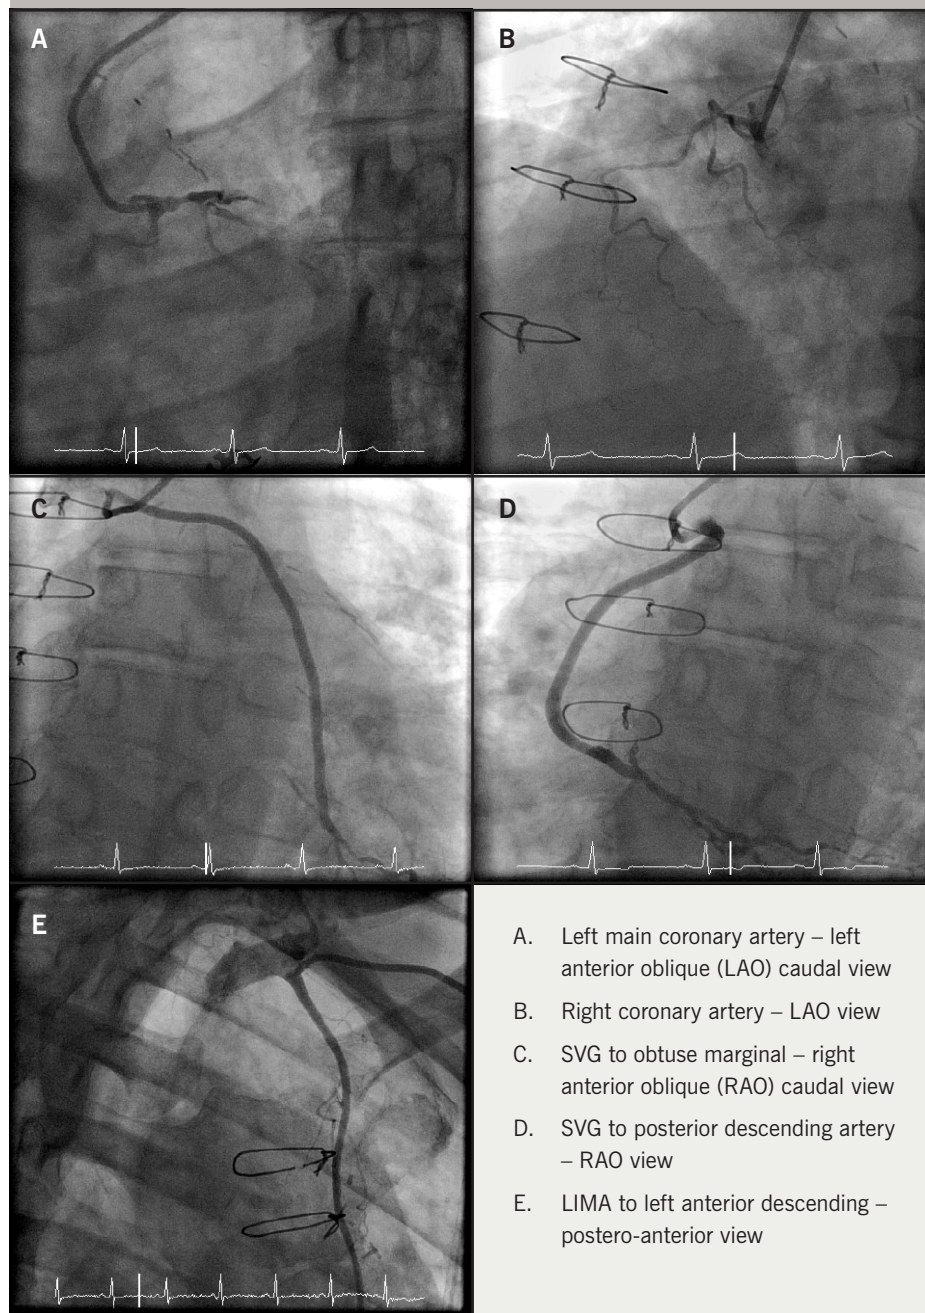 A
B
C
D
E
A. Left main coronary artery – left
anterior oblique (LAO) caudal view
B. Right coronary artery – LAO view
C. SVG to obtuse marginal – right
anterior oblique (RAO) caudal view
D. SVG to posterior descending artery
– RAO view
E. LIMA to left anterior descending –
postero-anterior view